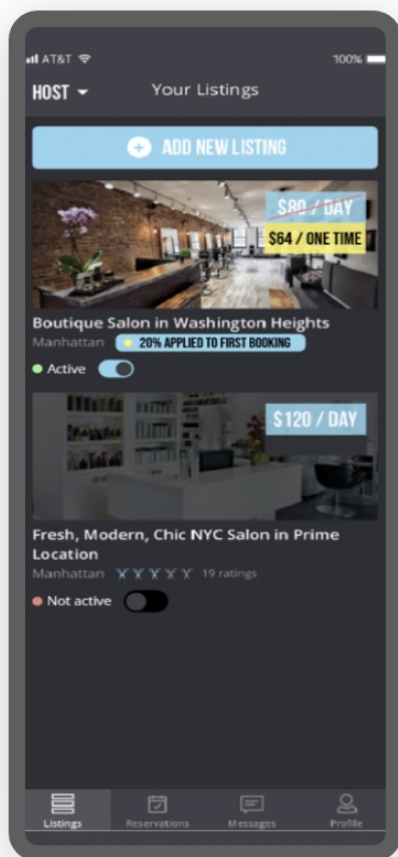 AT&T
100%
HOST
Your Listings
ADD NEW LISTING
$80 / DAY
$64 / ONE TIME
Boutique Salon in Washington Heights
Manhattan 20% APPLIED TO FIRST BOOKING
Active
$120 / DAY
Fresh, Modern, Chic NYC Salon in Prime
Location
Manhattan 19 ratings
Not active
Listings Reservations Messages Profile